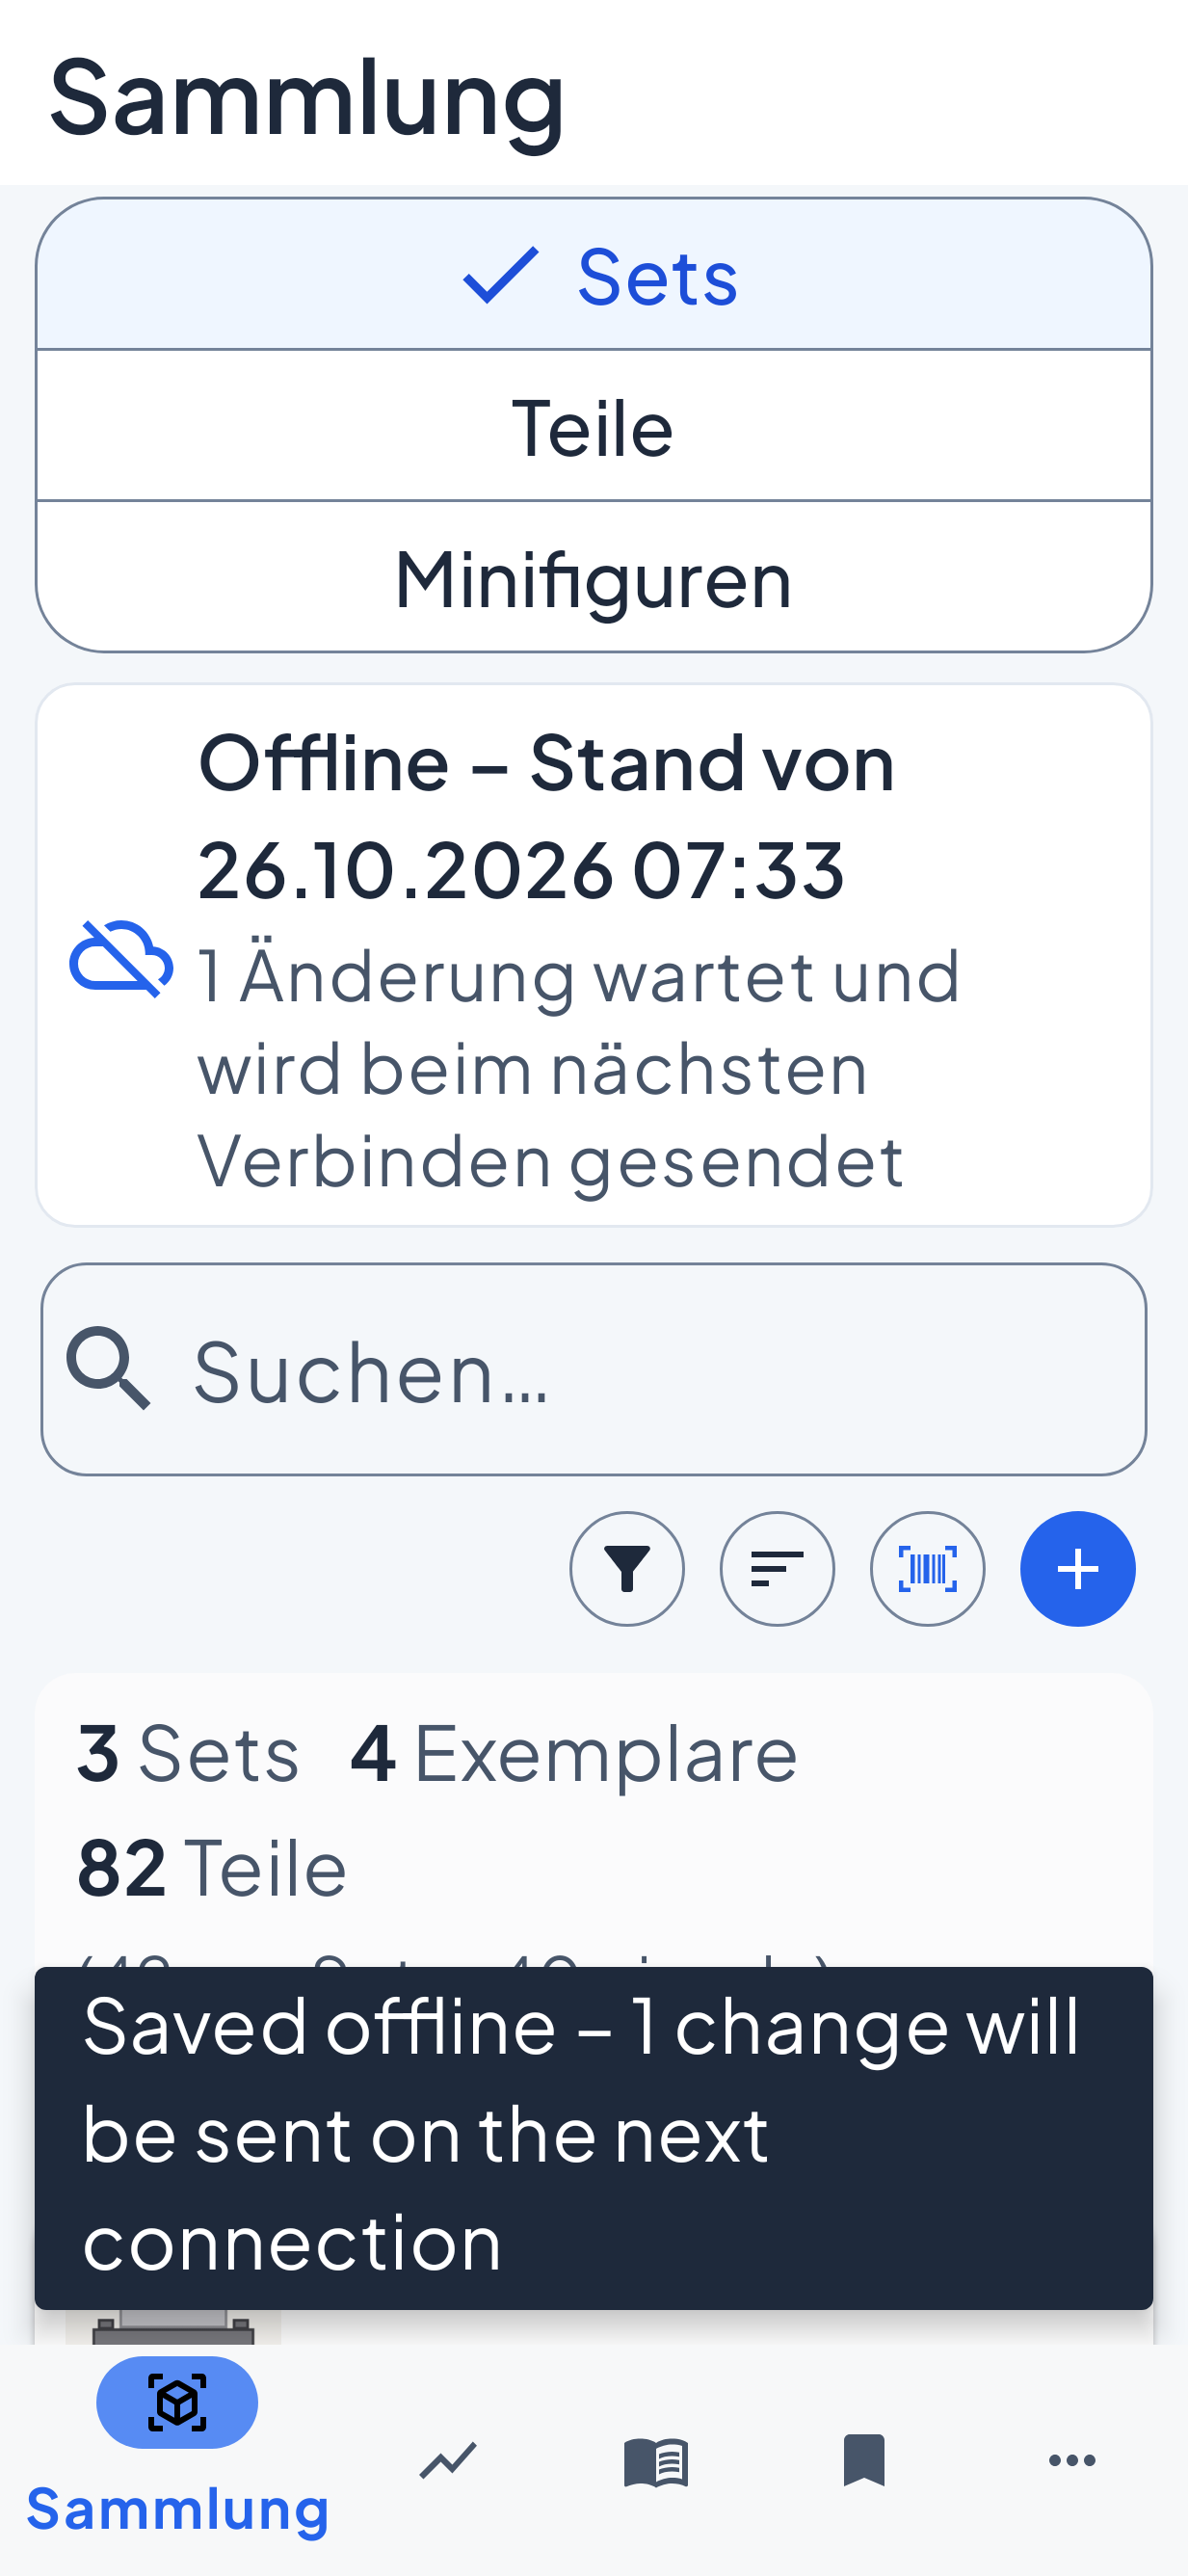 Sammlung
Sets
Teile
Minifiguren
Offline – Stand von
26.10.2026 07:33
1 Änderung wartet und
wird beim nächsten
Verbinden gesendet
Suchen…
3 Sets 4 Exemplare
82 Teile
Saved offline – 1 change will
be sent on the next
connection
Sammlung